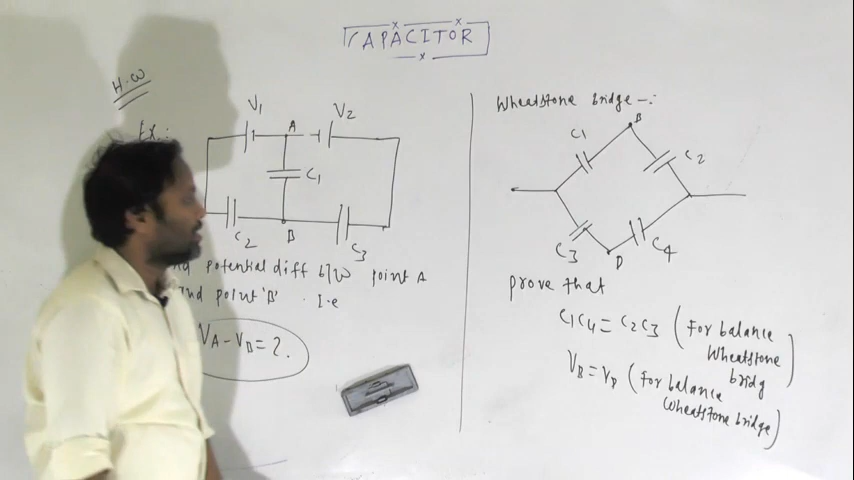 CAPACITOR
H.W
Ex:
V1
A
V2
C1
C2
B
C3
potential diff b/w point A
and point 'B' . I.e
VA - VB = ?.
Wheatstone bridge -:
B
C1
C2
C3
D
C4
prove that
C1C4 = C2C3 (For balance
Wheatstone
bridg)
VB = VD (For balance
Wheatstone bridge)